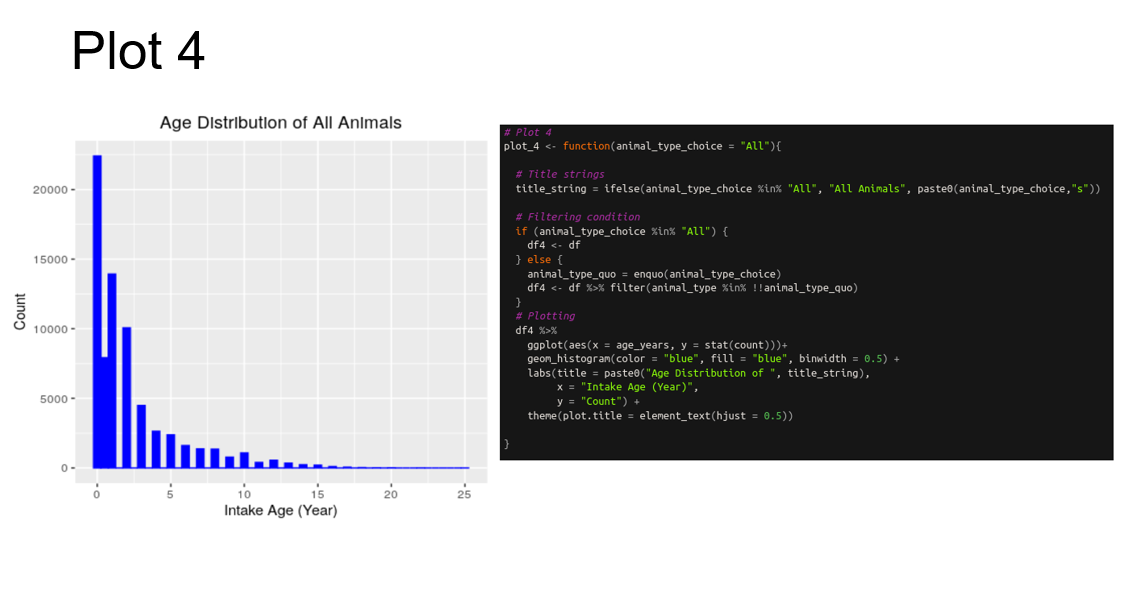 Plot 4
Age Distribution of All Animals
Count
20000
15000
10000
5000
0
0 5 10 15 20 25
Intake Age (Year)
# Plot 4
plot_4 <- function(animal_type_choice = "All"){
# Title strings
title_string = ifelse(animal_type_choice %in% "All", "All Animals", paste0(animal_type_choice,"s"))
# Filtering condition
if (animal_type_choice %in% "All") {
df4 <- df
} else {
animal_type_quo = enquo(animal_type_choice)
df4 <- df %>% filter(animal_type %in% !!animal_type_quo)
}
# Plotting
df4 %>%
ggplot(aes(x = age_years, y = stat(count)))+
geom_histogram(color = "blue", fill = "blue", binwidth = 0.5) +
labs(title = paste0("Age Distribution of ", title_string),
x = "Intake Age (Year)",
y = "Count") +
theme(plot.title = element_text(hjust = 0.5))
}